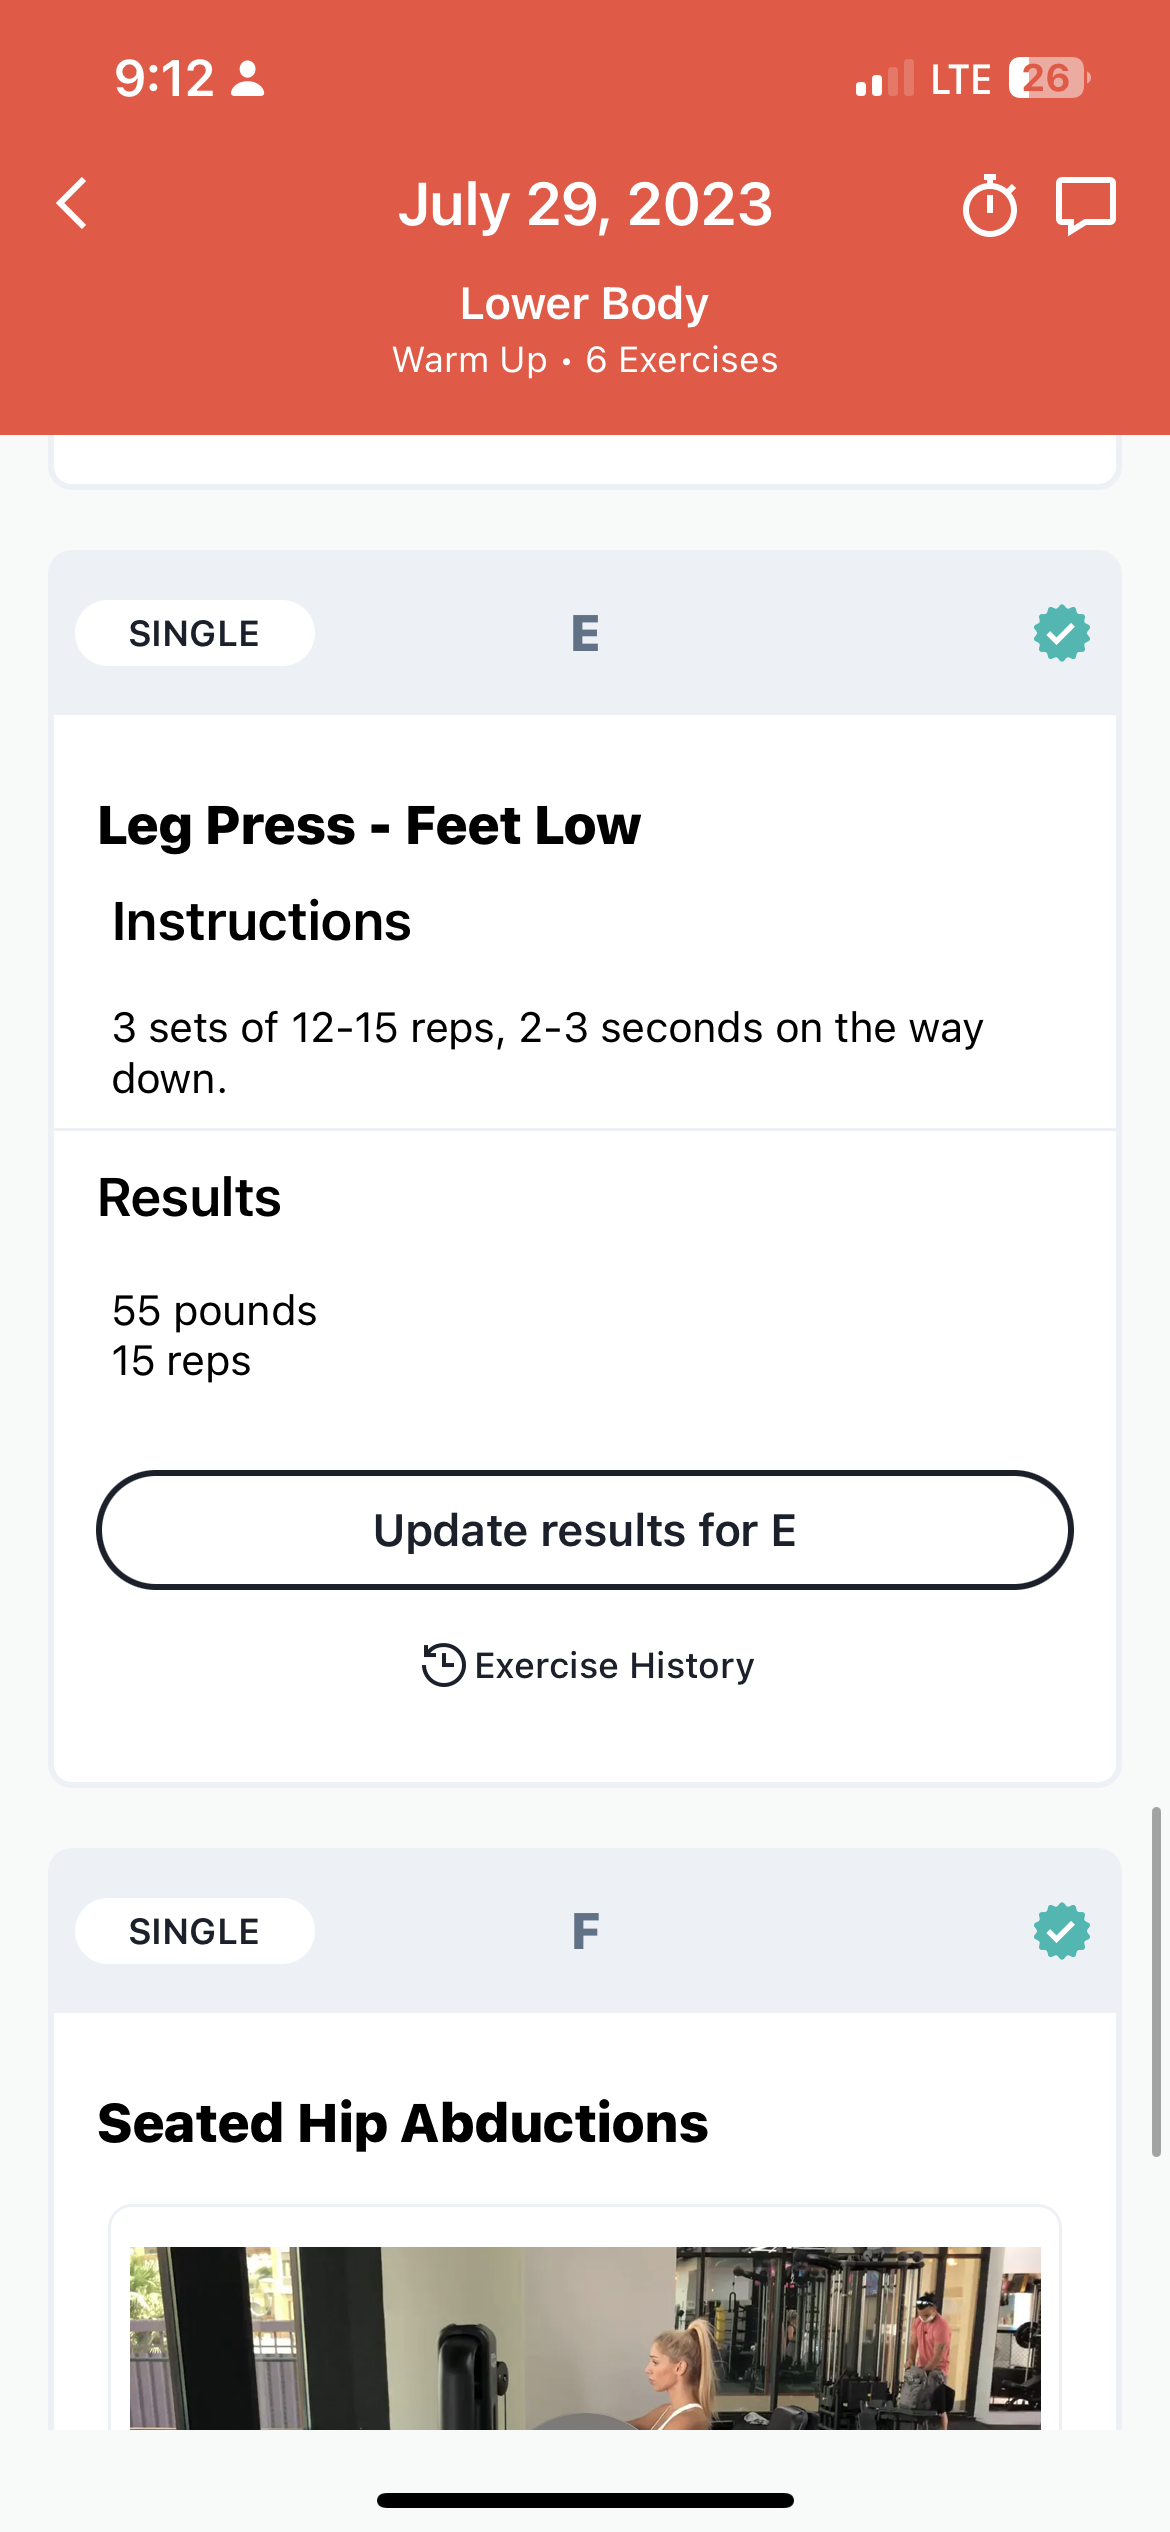 9:12
LTE 26
July 29, 2023
Lower Body
Warm Up • 6 Exercises
SINGLE
E
Leg Press - Feet Low
Instructions
3 sets of 12-15 reps, 2-3 seconds on the way
down.
Results
55 pounds
15 reps
Update results for E
Exercise History
SINGLE
F
Seated Hip Abductions